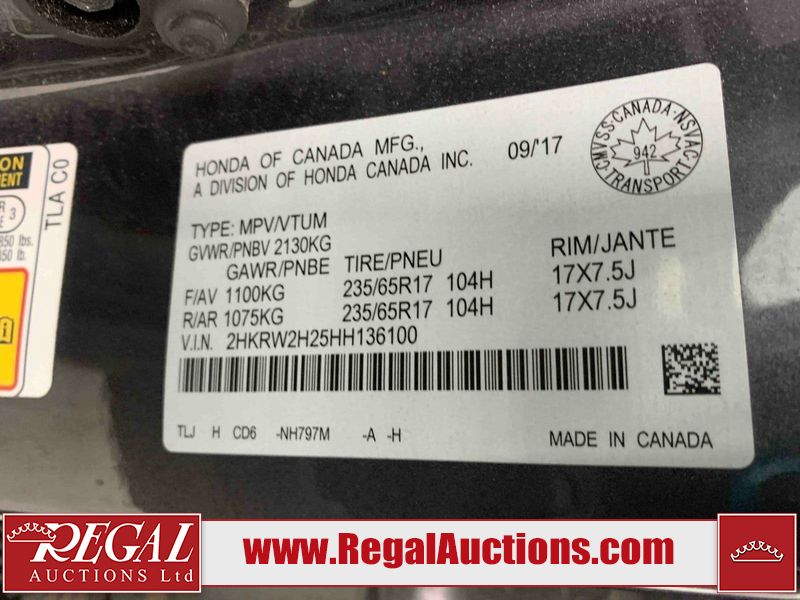 HONDA OF CANADA MFG.,
A DIVISION OF HONDA CANADA INC.
09/'17
CMVSS·CANADA·NSVAC
942
TRANSPORT
TYPE: MPV/VTUM
GVWR/PNBV 2130KG
GAWR/PNBE TIRE/PNEU RIM/JANTE
F/AV 1100KG 235/65R17 104H 17X7.5J
R/AR 1075KG 235/65R17 104H 17X7.5J
V.I.N. 2HKRW2H25HH136100
TLJ H CD6 -NH797M -A -H
MADE IN CANADA
TLA C0
3
850 lbs.
REGAL
AUCTIONS Ltd
www.RegalAuctions.com